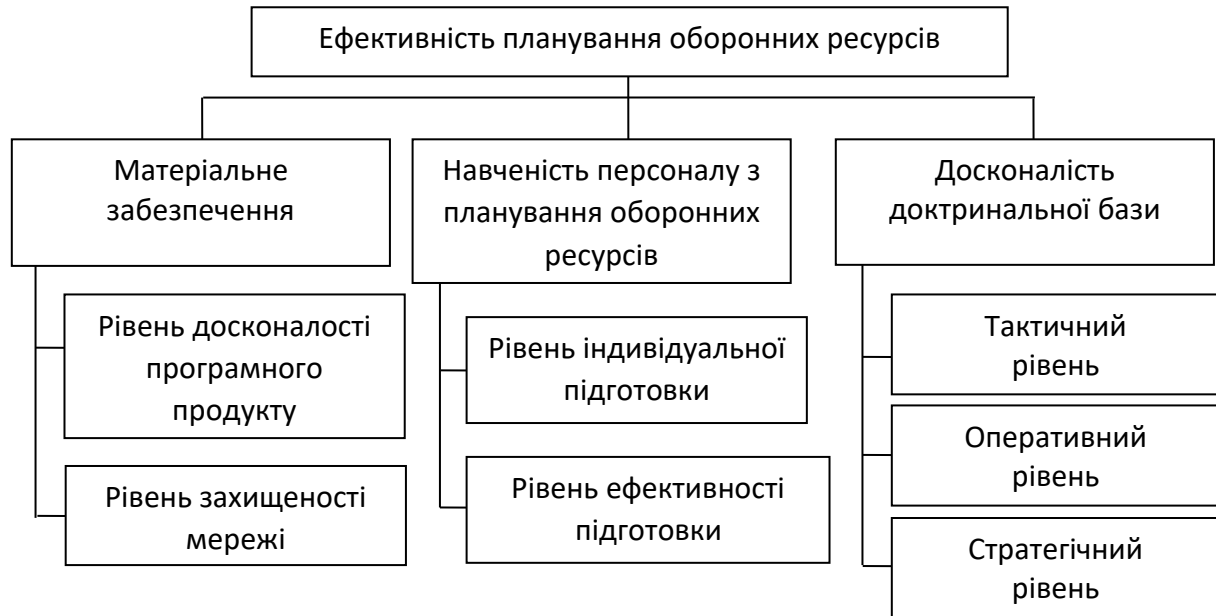 Ефективність планування оборонних ресурсів
Матеріальне
забезпечення
Рівень досконалості
програмного
продукту
Рівень захищеності
мережі
Навченість персоналу з
планування оборонних
ресурсів
Рівень індивідуальної
підготовки
Рівень ефективності
підготовки
Досконалість
доктринальної бази
Тактичний
рівень
Оперативний
рівень
Стратегічний
рівень